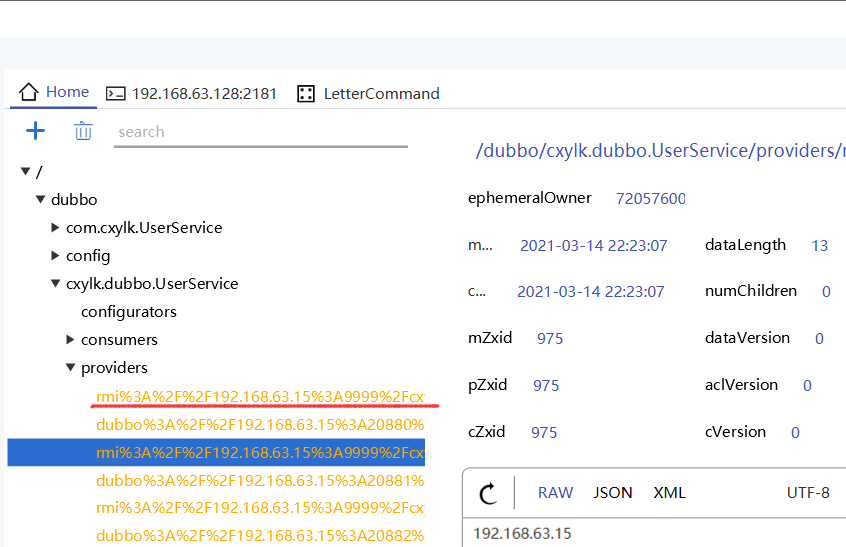 Home 192.168.63.128:2181 LetterCommand
search
/
dubbo
com.cxylk.UserService
config
cxylk.dubbo.UserService
configurators
consumers
providers
rmi%3A%2F%2F192.168.63.15%3A9999%2Fcx
dubbo%3A%2F%2F192.168.63.15%3A20880%
rmi%3A%2F%2F192.168.63.15%3A9999%2Fcx
dubbo%3A%2F%2F192.168.63.15%3A20881%
rmi%3A%2F%2F192.168.63.15%3A9999%2Fcx
dubbo%3A%2F%2F192.168.63.15%3A20882%
/dubbo/cxylk.dubbo.UserService/providers/r
ephemeralOwner 72057600
m... 2021-03-14 22:23:07 dataLength 13
c... 2021-03-14 22:23:07 numChildren 0
mZxid 975 dataVersion 0
pZxid 975 aclVersion 0
cZxid 975 cVersion 0
RAW JSON XML UTF-8
192.168.63.15